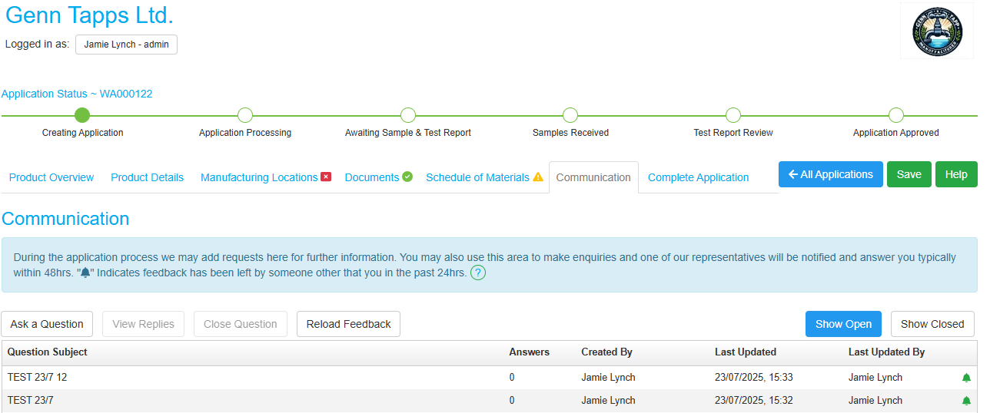 Genn Tapps Ltd.
Logged in as: Jamie Lynch - admin
GENN TAPP
MANUFACTURER
Application Status ~ WA000122
Creating Application Application Processing Awaiting Sample & Test Report Samples Received Test Report Review Application Approved
Product Overview Product Details Manufacturing Locations Documents Schedule of Materials Communication Complete Application All Applications Save Help
Communication
During the application process we may add requests here for further information. You may also use this area to make enquiries and one of our representatives will be notified and answer you typically
within 48hrs. "" Indicates feedback has been left by someone other that you in the past 24hrs. ?
Ask a Question View Replies Close Question Reload Feedback Show Open Show Closed
Question Subject Answers Created By Last Updated Last Updated By
TEST 23/7 12 0 Jamie Lynch 23/07/2025, 15:33 Jamie Lynch
TEST 23/7 0 Jamie Lynch 23/07/2025, 15:32 Jamie Lynch